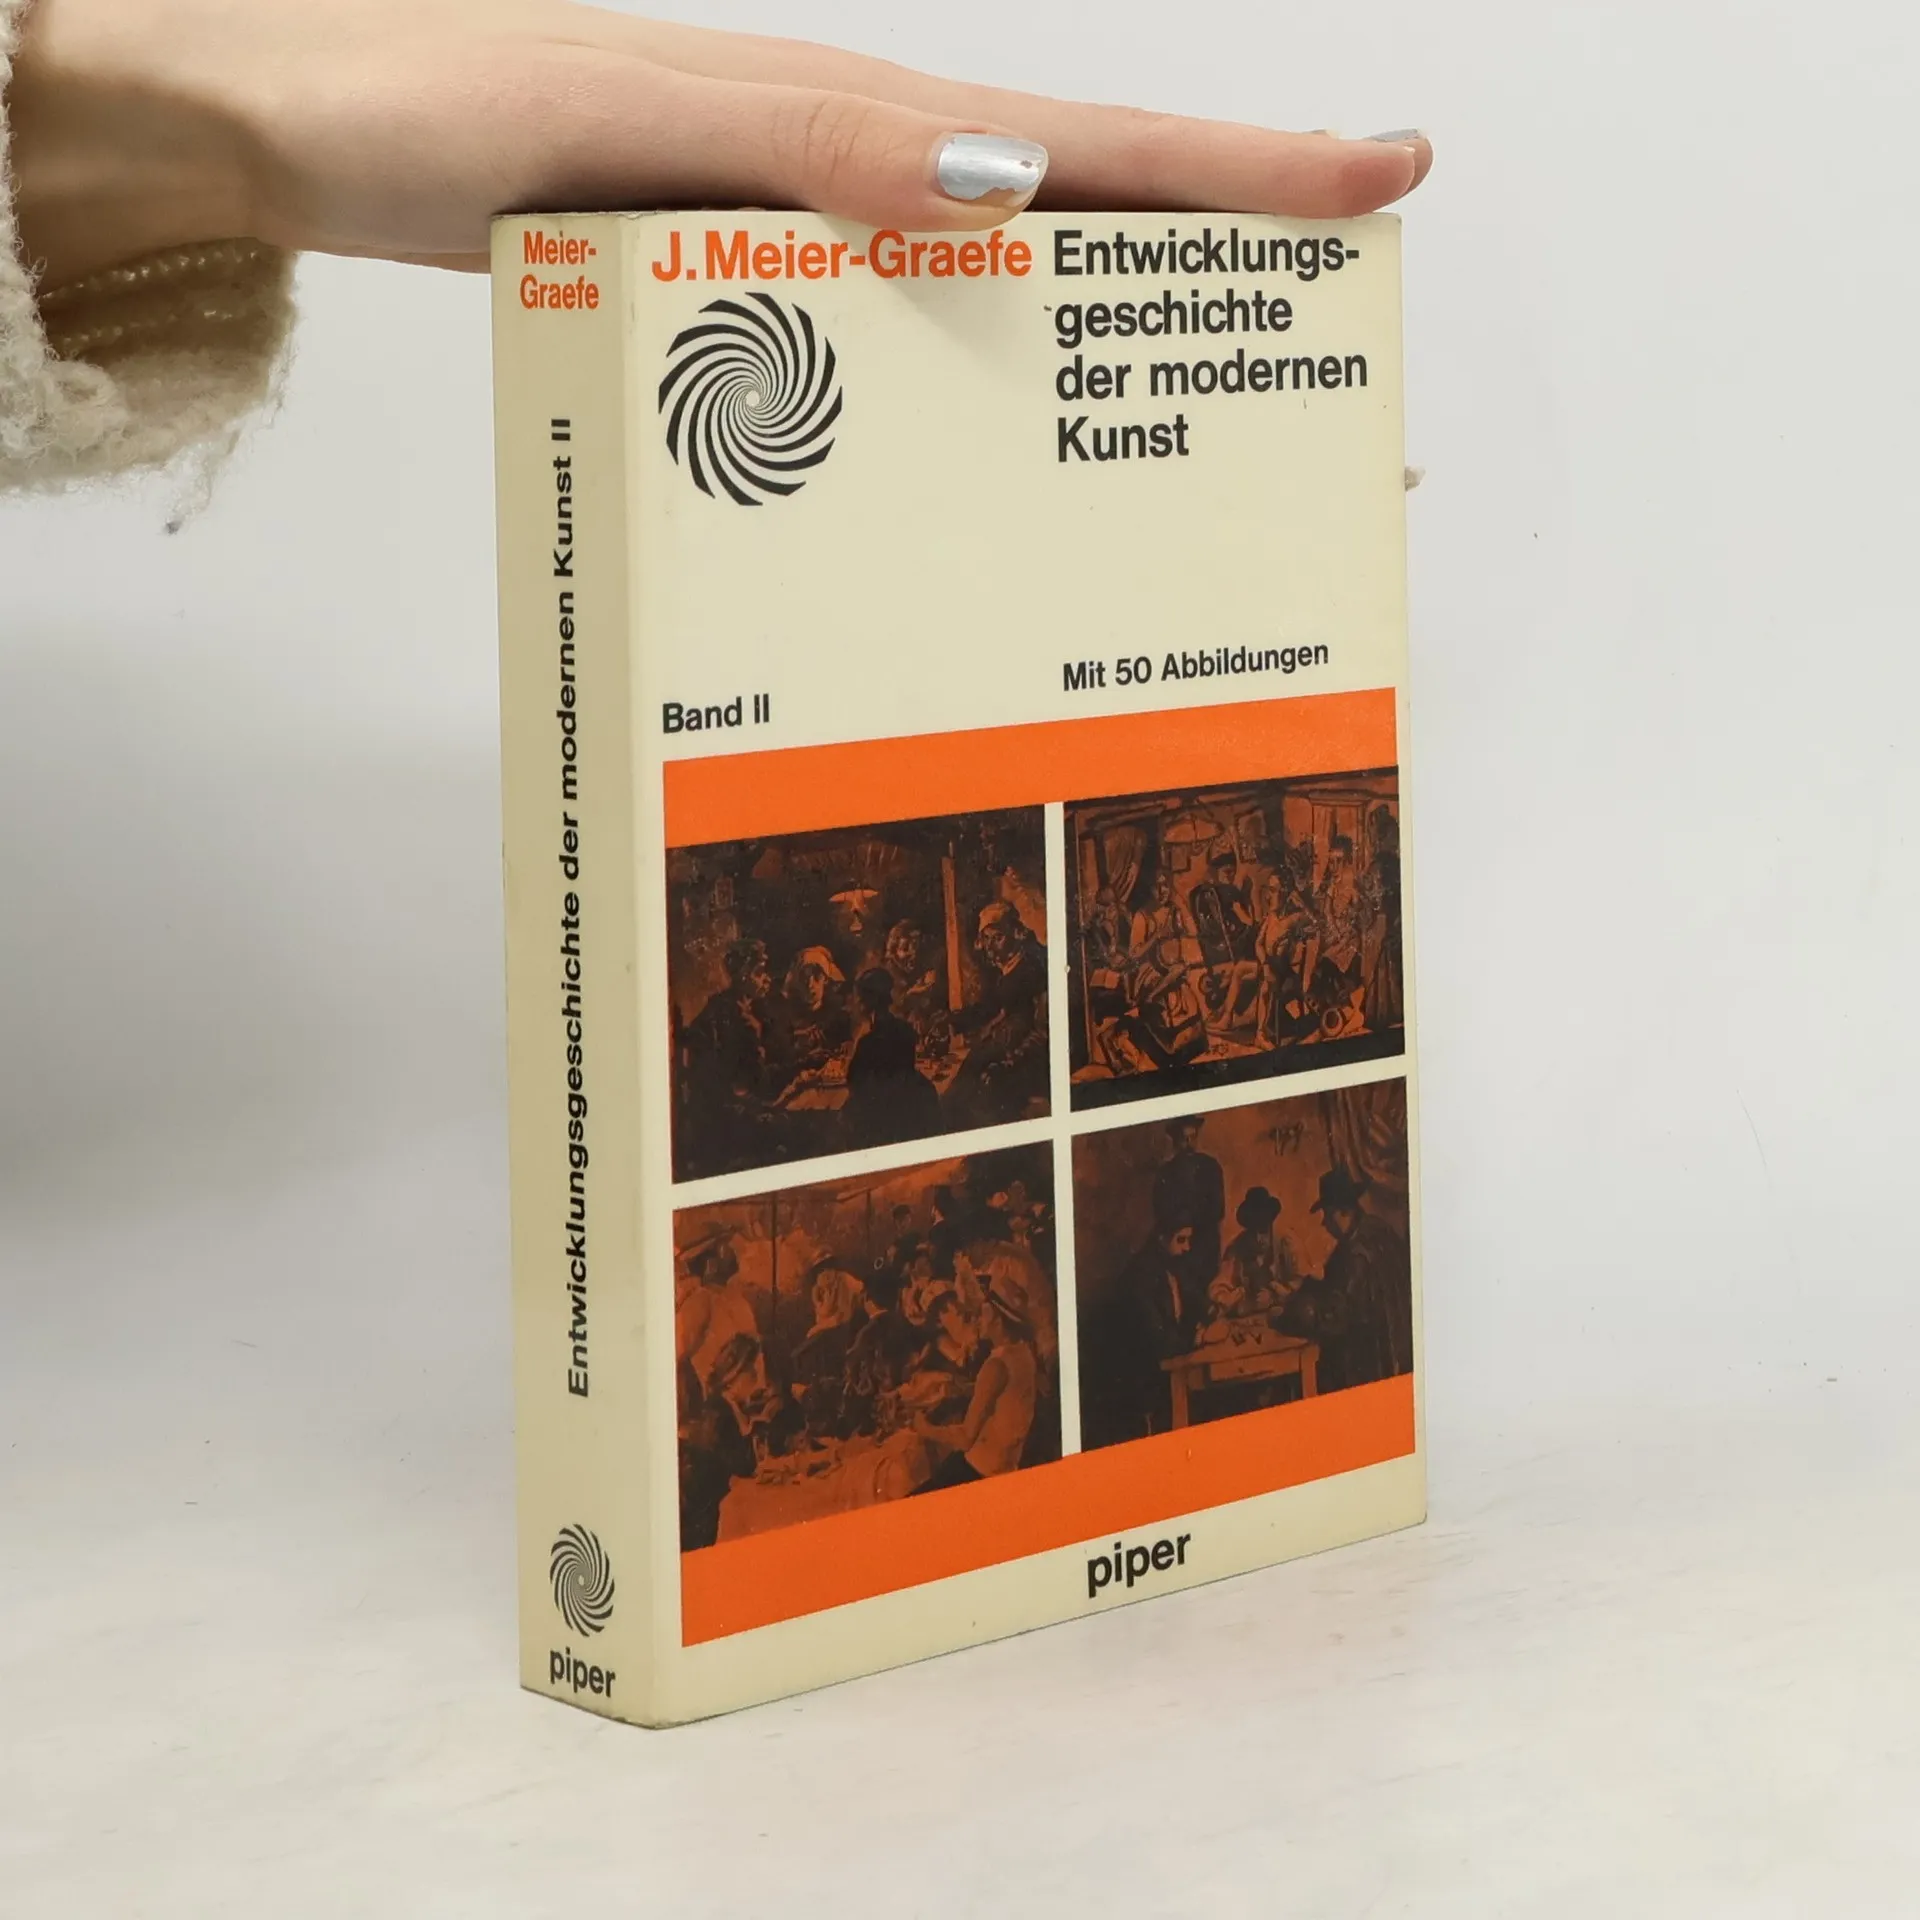 Meier-
Graefe
Entwicklungsgeschichte der modernen Kunst II
piper
J. Meier-Graefe
Entwicklungs-
geschichte
der modernen
Kunst
Mit 50 Abbildungen
Band II
piper